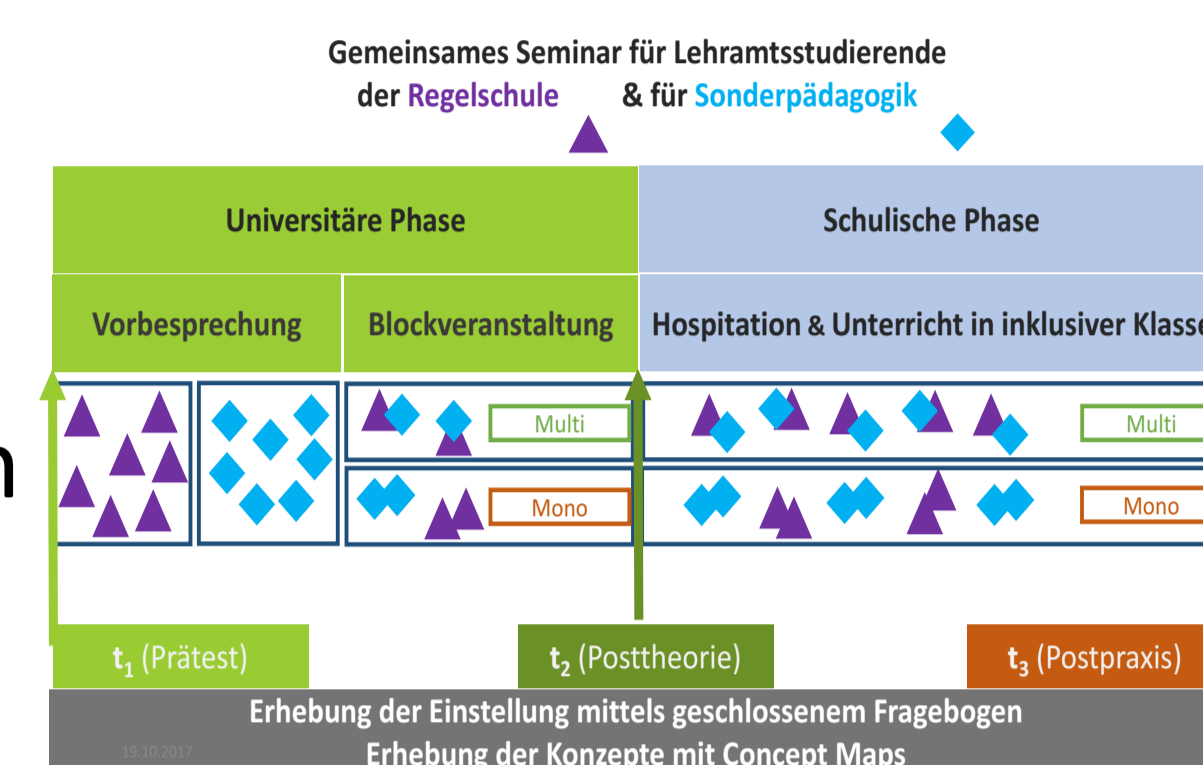 Gemeinsames Seminar für Lehramtsstudierende
der Regelschule & für Sonderpädagogik
Universitäre Phase
Schulische Phase
Vorbesprechung
Blockveranstaltung
Hospitation & Unterricht in inklusiver Klasse
Multi
Multi
n
Mono
Mono
t₁ (Prätest)
t₂ (Posttheorie)
t₃ (Postpraxis)
Erhebung der Einstellung mittels geschlossenem Fragebogen
19.10.2017
Erhebung der Konzepte mit Concept Maps